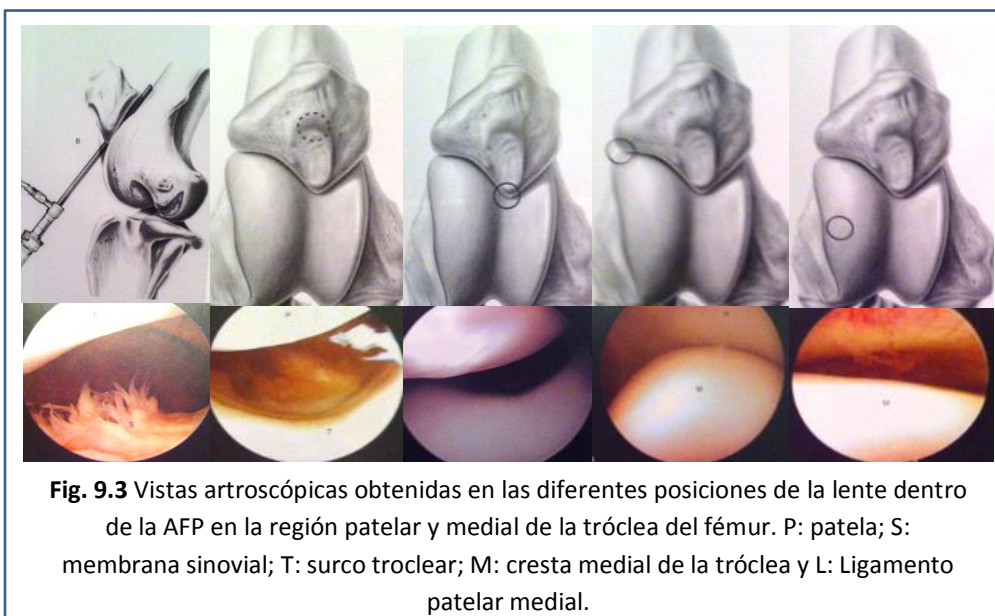 B
P
P
P
M
S
T
M
Fig. 9.3 Vistas artroscópicas obtenidas en las diferentes posiciones de la lente dentro
de la AFP en la región patelar y medial de la tróclea del fémur. P: patela; S:
membrana sinovial; T: surco troclear; M: cresta medial de la tróclea y L: Ligamento
patelar medial.